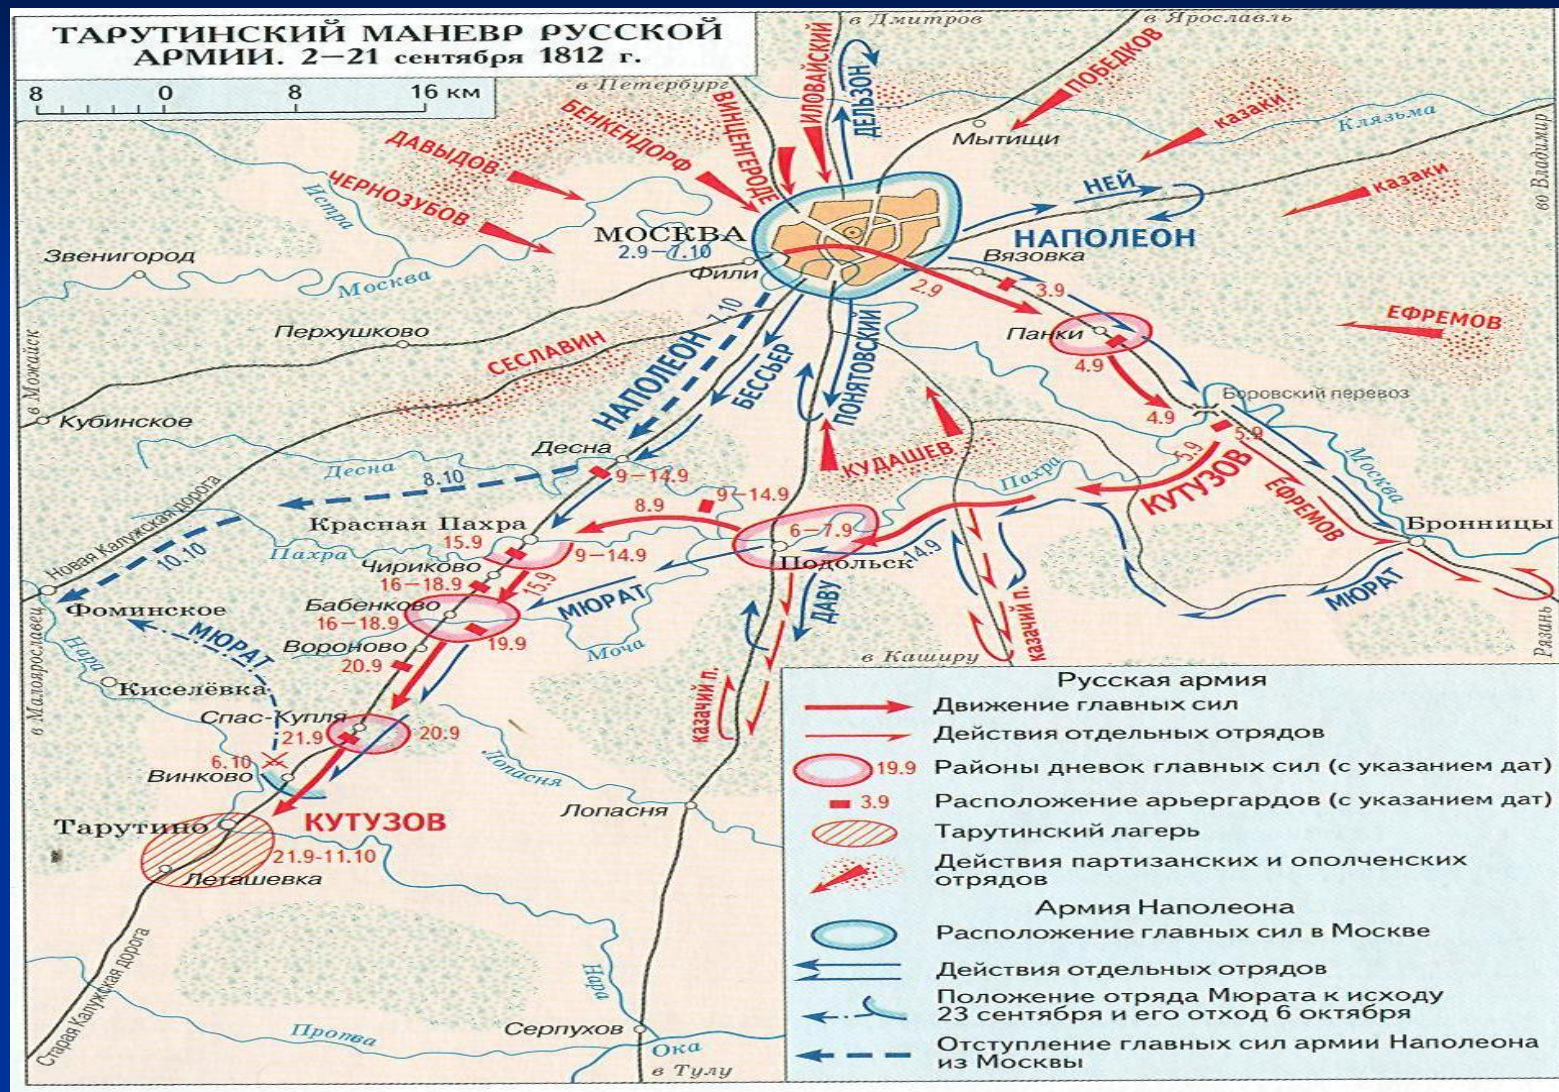 ТАРУТИНСКИЙ МАНЕВР РУССКОЙ
АРМИИ. 2—21 сентября 1812 г.
8 0 8 16 км
в Дмитров
в Ярославль
в Петербург
ВИНЦЕНГЕРОДЕ
ИЛОВАЙСКИЙ
ДЕЛЬЗОН
ПОБЕДКОВ
казаки
Клязьма
БЕНКЕНДОРФ
ДАВЫДОВ
ЧЕРНОЗУБОВ
Мытищи
НЕЙ
казаки
во Владимир
Истра
МОСКВА
2.9—7.10
НАПОЛЕОН
Звенигород
Москва
Фили
Вязовка
2.9
3.9
Перхушково
7.10
Панки
ЕФРЕМОВ
в Можайск
СЕСЛАВИН
НАПОЛЕОН
БЕССЬЕР
ПОНЯТОВСКИЙ
4.9
Боровский перевоз
4.9
5.9
Кубинское
Десна
КУДАШЕВ
5.9
Москва
Десна
8.10
9—14.9
Пахра
КУТУЗОВ
ЕФРЕМОВ
Новая Калужская дорога
9—14.9
8.9
Красная Пахра
15.9
6—7.9
Бронницы
Пахра
10.10
9—14.9
Подольск
14.9
Чириково
16—18.9
15.9
МЮРАТ
ДАВУ
казачий п.
МЮРАТ
Рязань
Фоминское
Бабенково
16—18.9
МЮРАТ
Вороново
19.9
Моча
20.9
в Каширу
Нара
Киселёвка
в Малоярославец
казачий п.
Спас-Купля
21.9
20.9
6.10
Винково
Лопасня
Лопасня
Тарутино
КУТУЗОВ
21.9-11.10
Леташевка
Старая Калужская дорога
Нара
Протва
Серпухов
Ока
в Тулу
Русская армия
Движение главных сил
Действия отдельных отрядов
19.9 Районы дневок главных сил (с указанием дат)
3.9 Расположение арьергардов (с указанием дат)
Тарутинский лагерь
Действия партизанских и ополченских
отрядов
Армия Наполеона
Расположение главных сил в Москве
Действия отдельных отрядов
Положение отряда Мюрата к исходу
23 сентября и его отход 6 октября
Отступление главных сил армии Наполеона
из Москвы